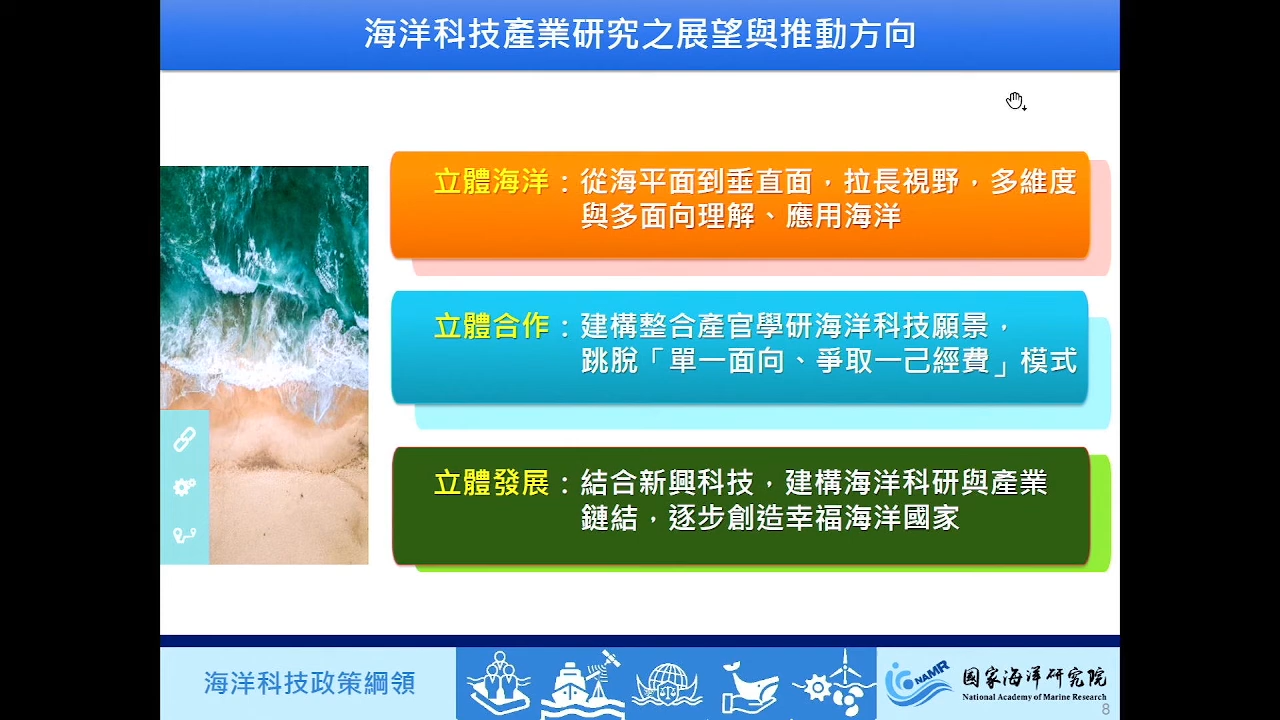 海洋科技產業研究之展望與推動方向
立體海洋：從海平面到垂直面，拉長視野，多維度
與多面向理解、應用海洋
立體合作：建構整合產官學研海洋科技願景，
跳脫「單一面向、爭取一己經費」模式
立體發展：結合新興科技，建構海洋科研與產業
鏈結，逐步創造幸福海洋國家
海洋科技政策綱領
NAMR
國家海洋研究院
National Academy of Marine Research
8